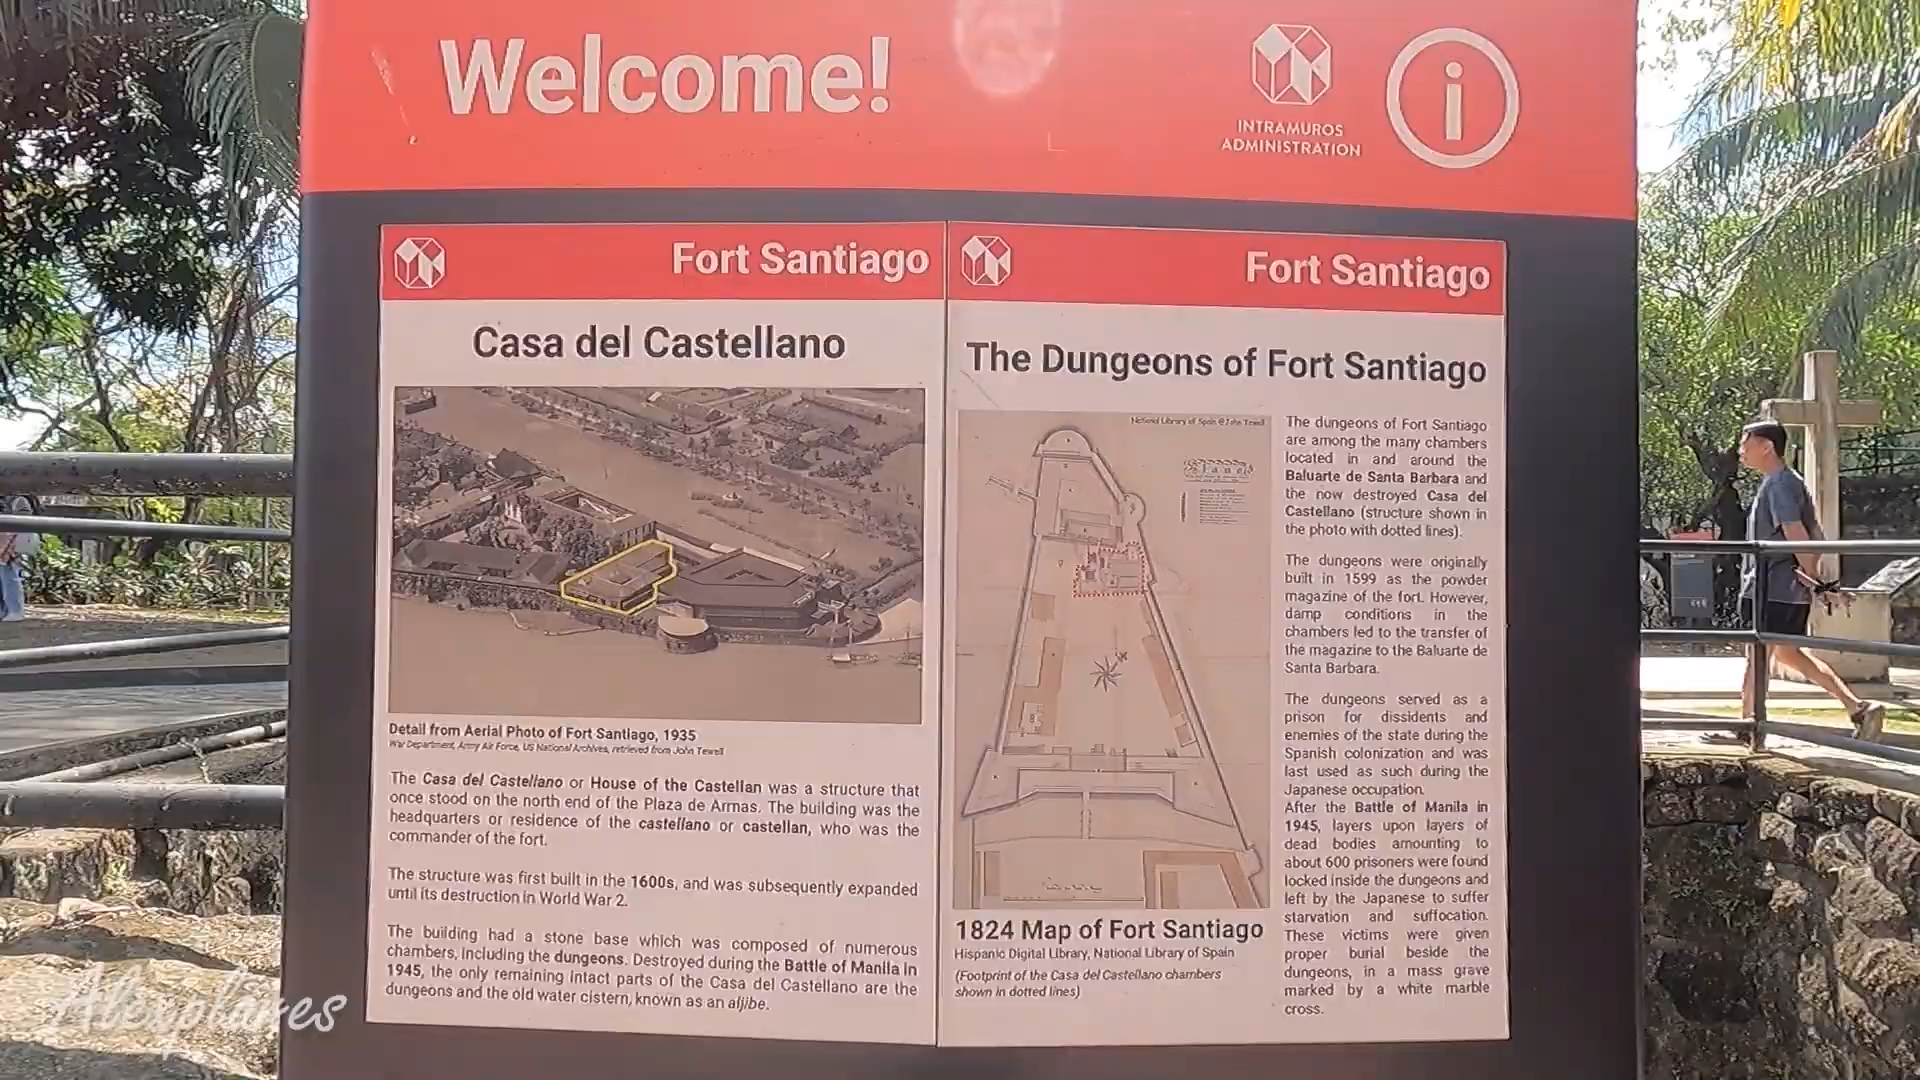 Welcome!
INTRAMUROS
ADMINISTRATION
i
Fort Santiago
Casa del Castellano
Detail from Aerial Photo of Fort Santiago, 1935
War Department, Army Air Force, US National Archives, retrieved from John Tewell
The Casa del Castellano or House of the Castellan was a structure that
once stood on the north end of the Plaza de Armas. The building was the
headquarters or residence of the castellano or castellan, who was the
commander of the fort.
The structure was first built in the 1600s, and was subsequently expanded
until its destruction in World War 2.
The building had a stone base which was composed of numerous
chambers, including the dungeons. Destroyed during the Battle of Manila in
1945, the only remaining intact parts of the Casa del Castellano are the
dungeons and the old water cistern, known as an aljibe.
Fort Santiago
The Dungeons of Fort Santiago
National Library of Spain @John Tewell
1824 Map of Fort Santiago
Hispanic Digital Library, National Library of Spain
(Footprint of the Casa del Castellano chambers
shown in dotted lines)
The dungeons of Fort Santiago
are among the many chambers
located in and around the
Baluarte de Santa Barbara and
the now destroyed Casa del
Castellano (structure shown in
the photo with dotted lines).
The dungeons were originally
built in 1599 as the powder
magazine of the fort. However,
damp conditions in the
chambers led to the transfer of
the magazine to the Baluarte de
Santa Barbara.
The dungeons served as a
prison for dissidents and
enemies of the state during the
Spanish colonization and was
last used as such during the
Japanese occupation.
After the Battle of Manila in
1945, layers upon layers of
dead bodies amounting to
about 600 prisoners were found
locked inside the dungeons and
left by the Japanese to suffer
starvation and suffocation.
These victims were given
proper burial beside the
dungeons, in a mass grave
marked by a white marble
cross.
Alexplores